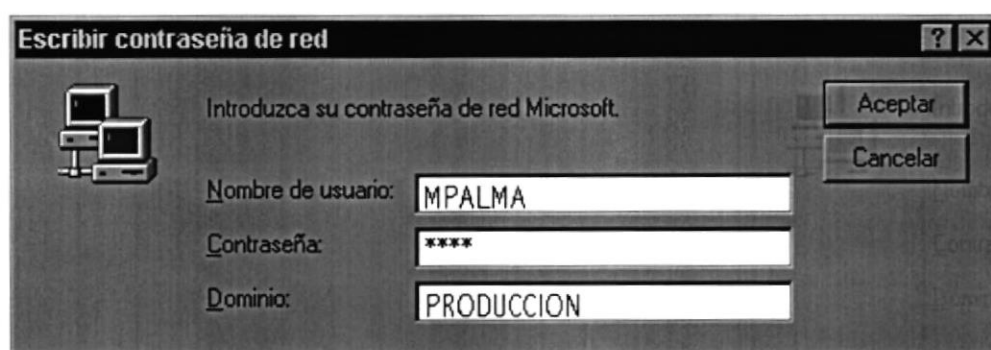 Escribir contraseña de red
Introduzca su contraseña de red Microsoft.
Aceptar
Cancelar
Nombre de usuario: MPALMA
Contraseña: ****
Dominio: PRODUCCION